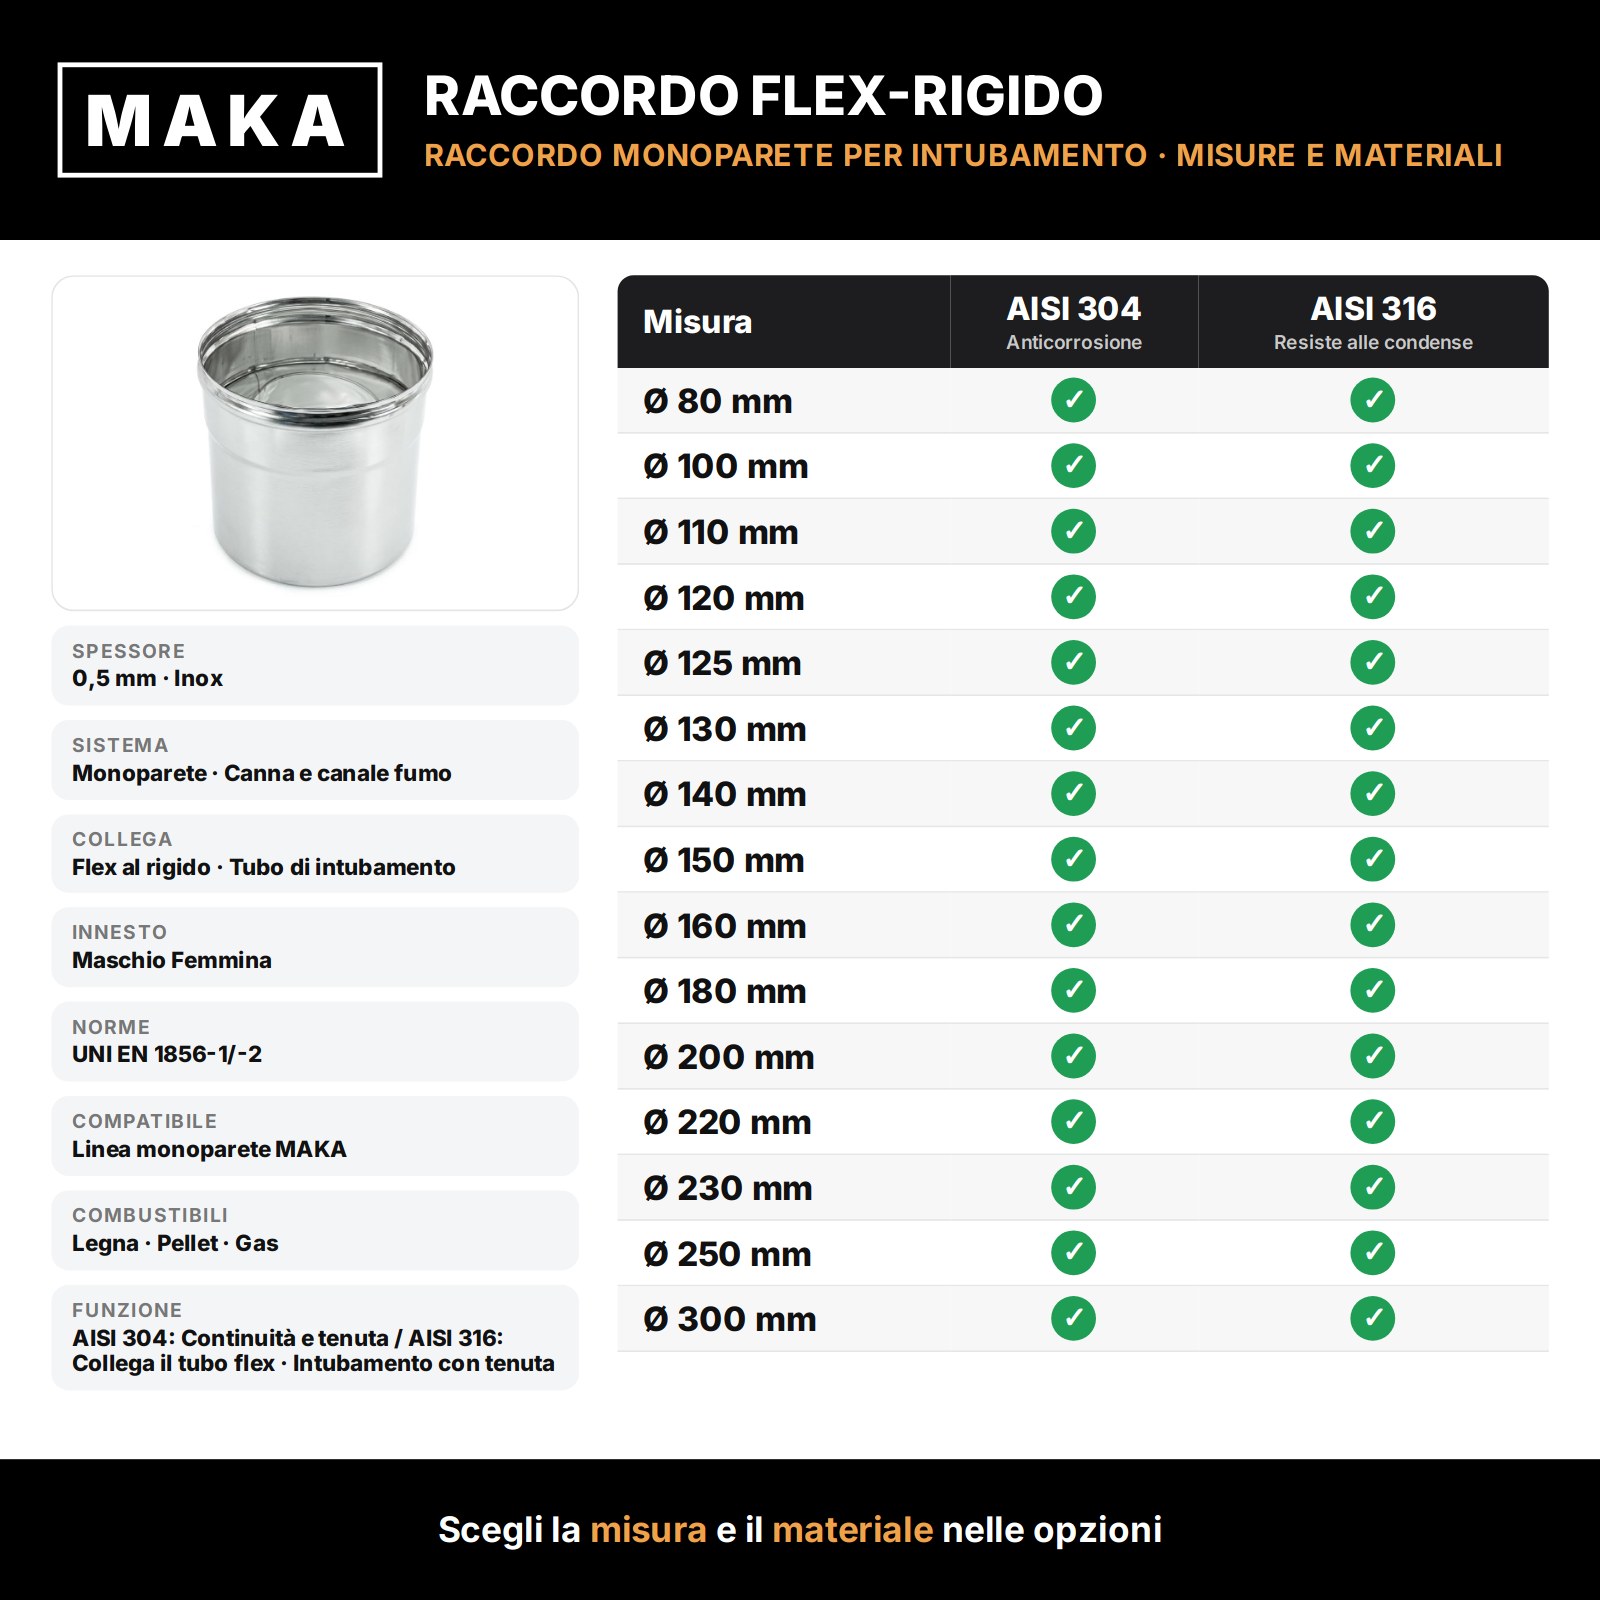 MAKA
RACCORDO FLEX-RIGIDO
RACCORDO MONOPARETE PER INTUBAMENTO · MISURE E MATERIALI
SPESSORE
0,5 mm · Inox
SISTEMA
Monoparete · Canna e canale fumo
COLLEGA
Flex al rigido · Tubo di intubamento
INNESTO
Maschio Femmina
NORME
UNI EN 1856-1/-2
COMPATIBILE
Linea monoparete MAKA
COMBUSTIBILI
Legna · Pellet · Gas
FUNZIONE
AISI 304: Continuità e tenuta / AISI 316:
Collega il tubo flex · Intubamento con tenuta
Misura AISI 304 AISI 316
Anticorrosione Resiste alle condense
Ø 80 mm ✓ ✓
Ø 100 mm ✓ ✓
Ø 110 mm ✓ ✓
Ø 120 mm ✓ ✓
Ø 125 mm ✓ ✓
Ø 130 mm ✓ ✓
Ø 140 mm ✓ ✓
Ø 150 mm ✓ ✓
Ø 160 mm ✓ ✓
Ø 180 mm ✓ ✓
Ø 200 mm ✓ ✓
Ø 220 mm ✓ ✓
Ø 230 mm ✓ ✓
Ø 250 mm ✓ ✓
Ø 300 mm ✓ ✓
Scegli la misura e il materiale nelle opzioni